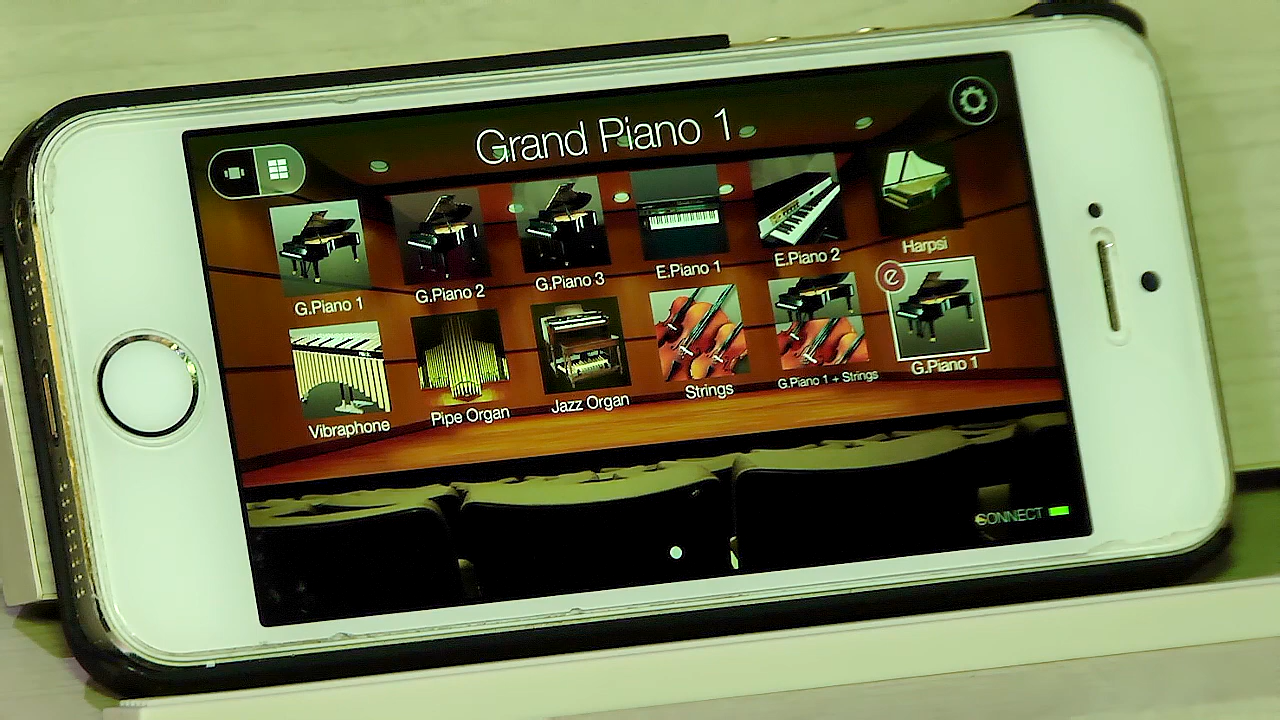 Grand Piano 1
G.Piano 1
G.Piano 2
G.Piano 3
E.Piano 1
E.Piano 2
Harpsi
Vibraphone
Pipe Organ
Jazz Organ
Strings
G.Piano 1 + Strings
e
G.Piano 1
CONNECT